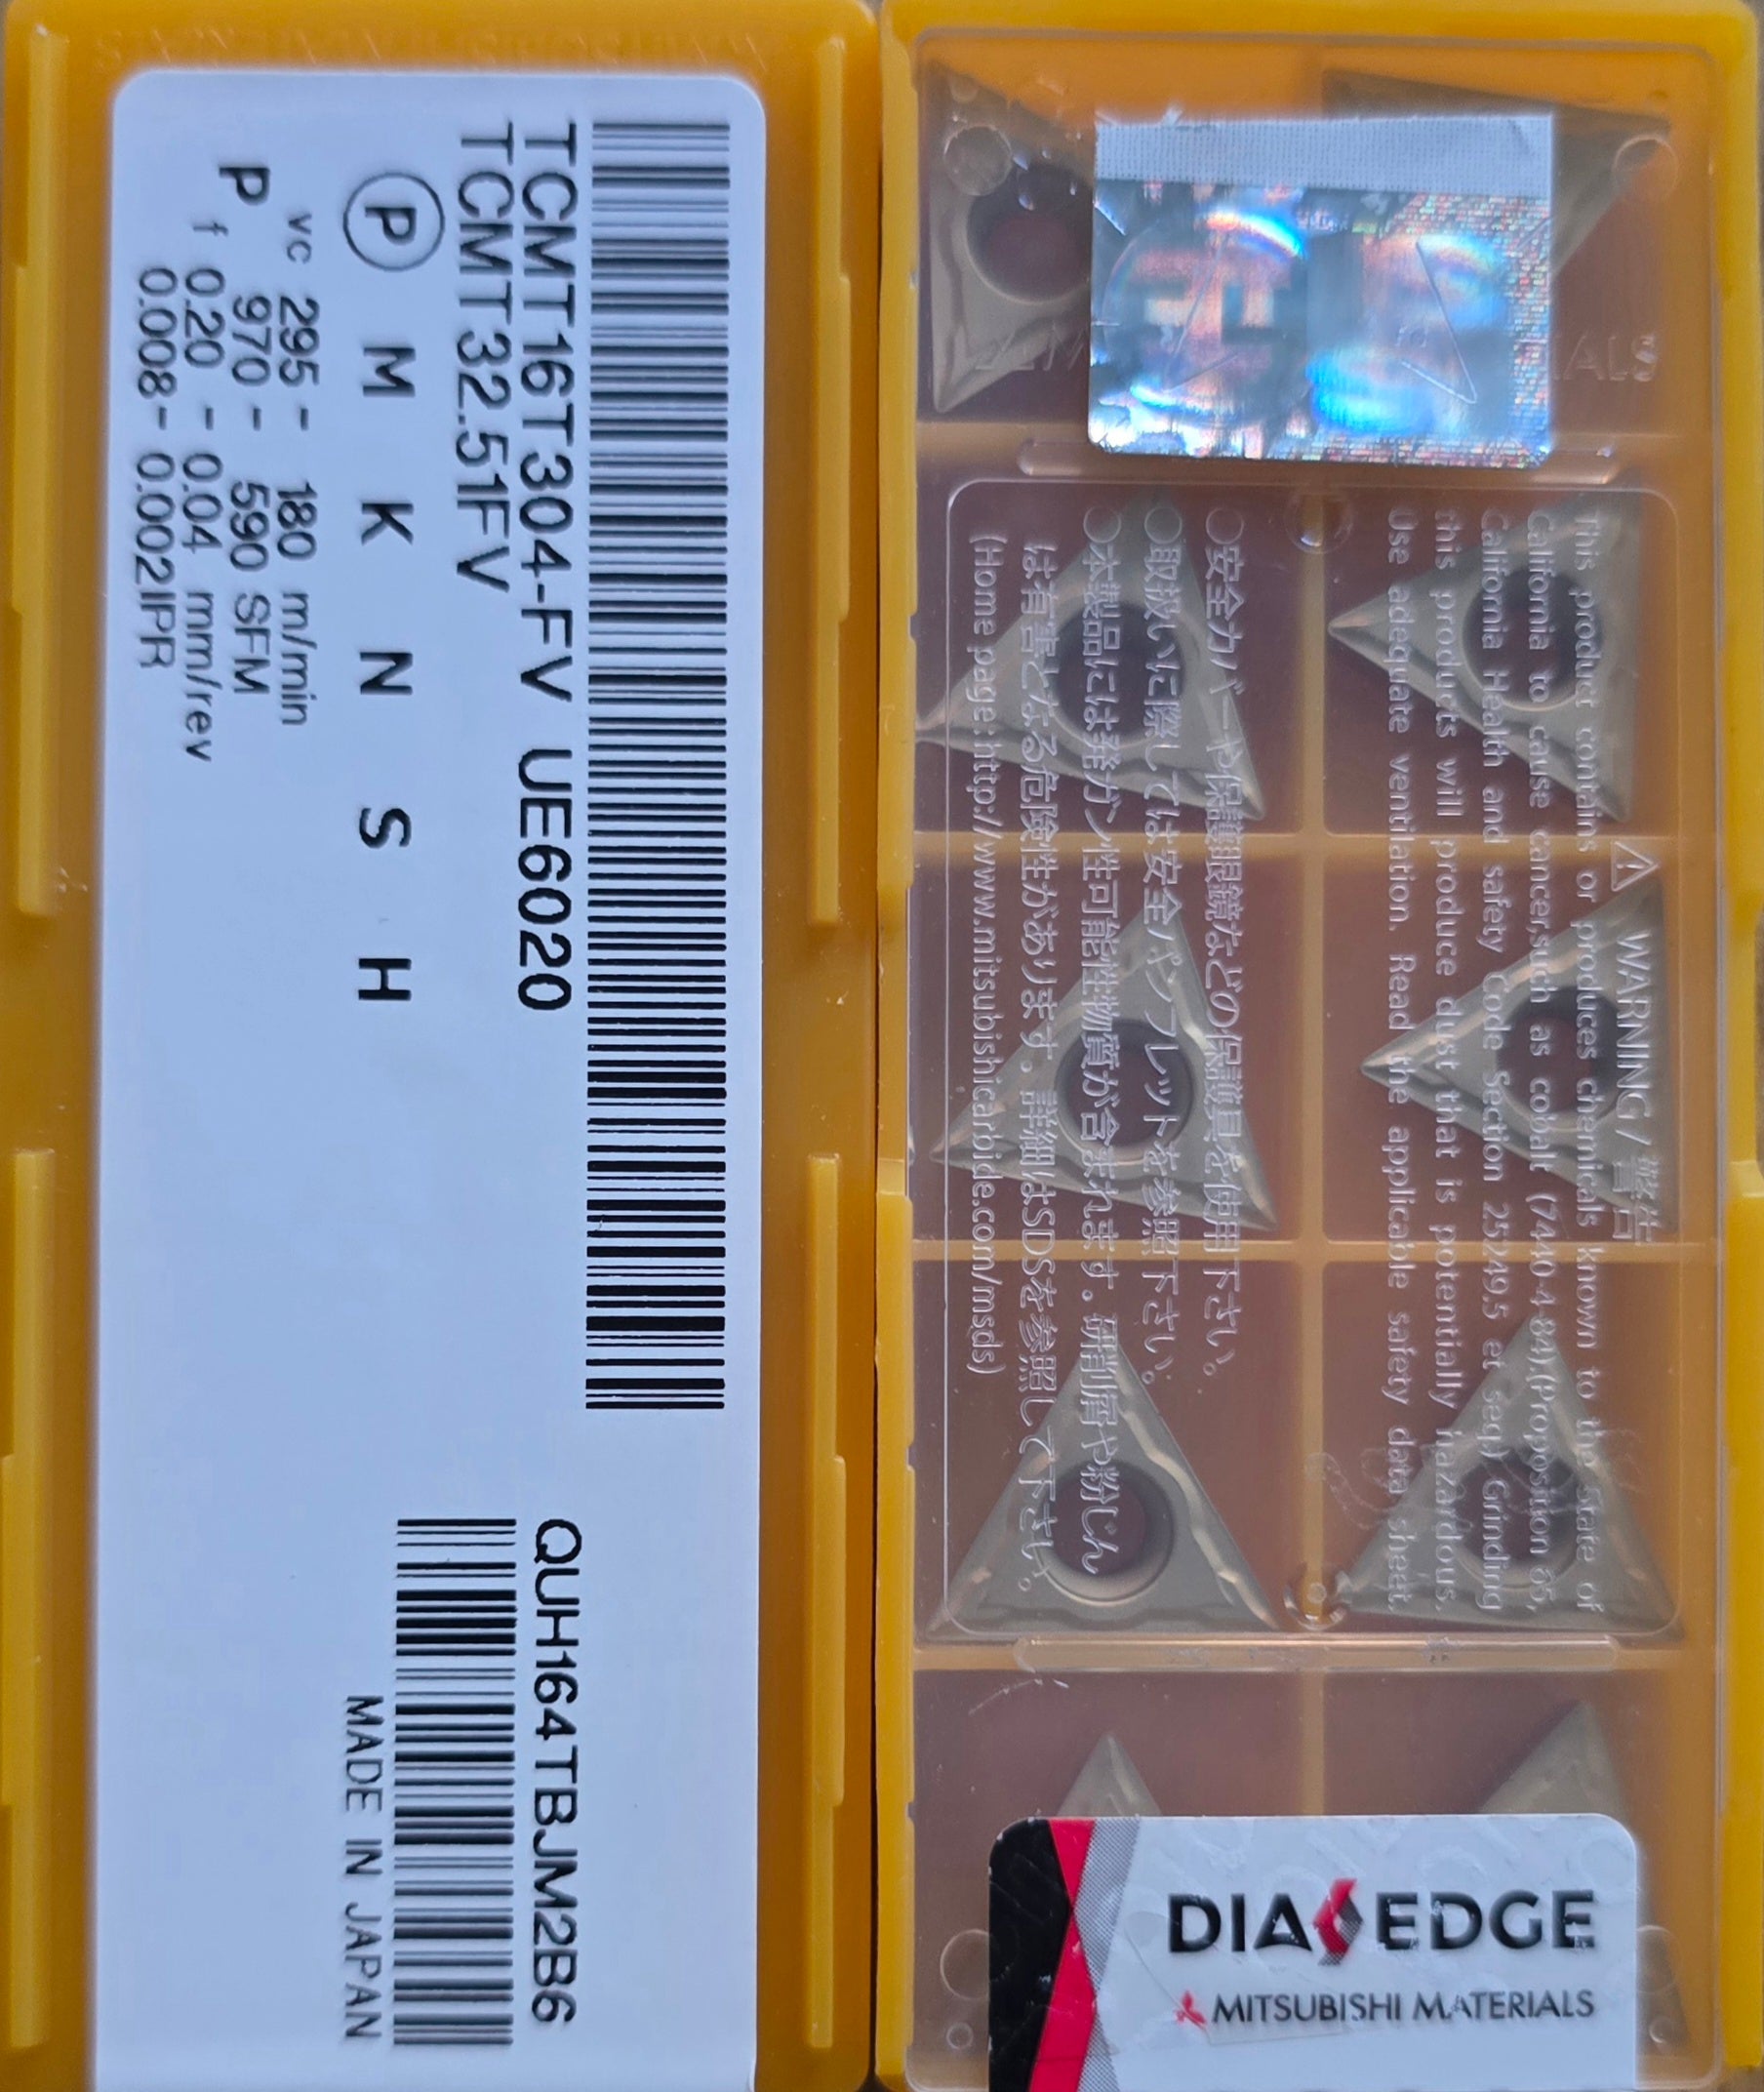 TCMT16T304-FV UE6020
TCMT32.51FV
P M K N S H
vc 295 - 180 m/min
P 970 - 590 SFM
f 0.20 - 0.04 mm/rev
0.008 - 0.002IPR
QUH164TBJM2B6
MADE IN JAPAN
ALS
⚠ WARNING / 警告
This product contains or produces chemicals known to the state of
California to cause cancer,such as cobalt (7440-4-84)(Proposition 65,
California Health and safety Code Section 25249.5 et seq) Grinding
this products will produce dust that is potentially hazardous.
Use adequate ventilation. Read the applicable safety data sheet.
○安全カバーや保護眼鏡などの保護具を使用下さい。
○取扱いに際しては安全パンフレットを参照下さい。
○本製品には発ガン性可能性物質が含まれます。研削屑や粉じん
は有害となる危険性があります。詳細はSDSを参照して下さい。
(Home page:http://www.mitsubishicarbide.com/msds)
DIAEDGE
MITSUBISHI MATERIALS